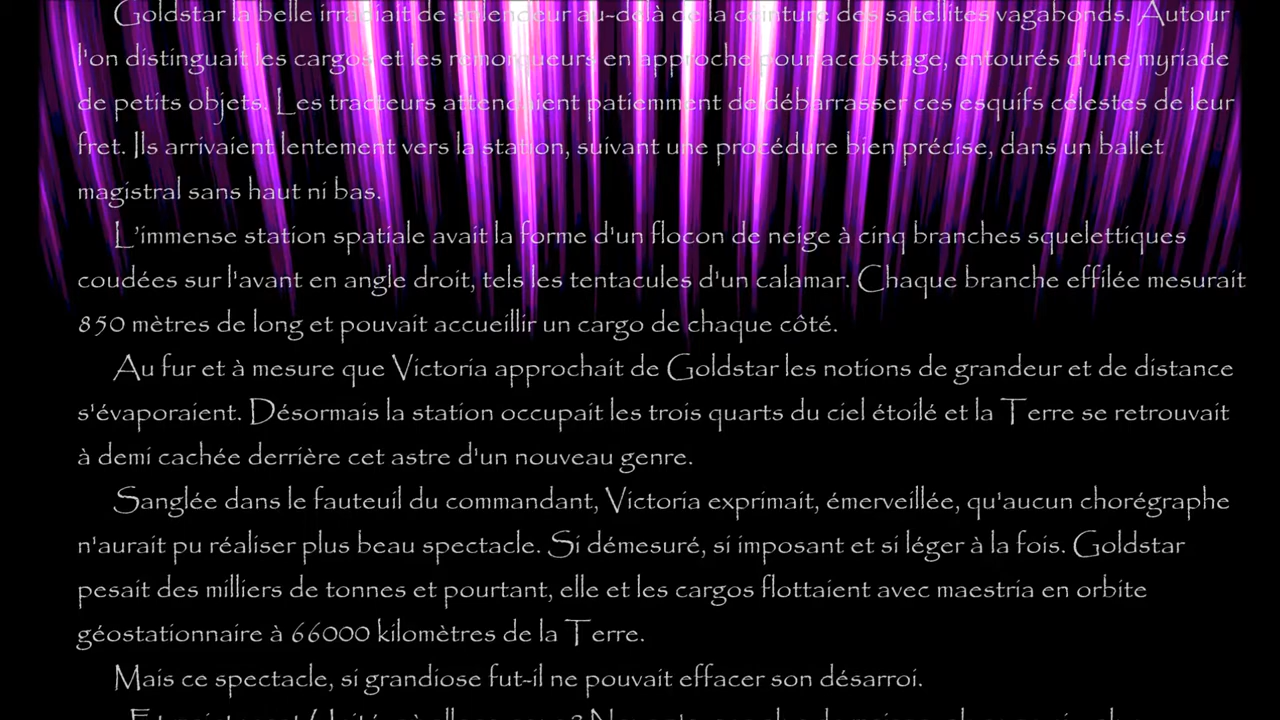 Goldstar la belle irradiait de splendeur au-delà de la ceinture des satellites vagabonds. Autour
l'on distinguait les cargos et les remorqueurs en approche pour accostage, entourés d'une myriade
de petits objets. Les tracteurs attendaient patiemment de débarrasser ces esquifs célestes de leur
fret. Ils arrivaient lentement vers la station, suivant une procédure bien précise, dans un ballet
magistral sans haut ni bas.
L'immense station spatiale avait la forme d'un flocon de neige à cinq branches squelettiques
coudées sur l'avant en angle droit, tels les tentacules d'un calamar. Chaque branche effilée mesurait
850 mètres de long et pouvait accueillir un cargo de chaque côté.
Au fur et à mesure que Victoria approchait de Goldstar les notions de grandeur et de distance
s'évaporaient. Désormais la station occupait les trois quarts du ciel étoilé et la Terre se retrouvait
à demi cachée derrière cet astre d'un nouveau genre.
Sanglée dans le fauteuil du commandant, Victoria exprimait, émerveillée, qu'aucun chorégraphe
n'aurait pu réaliser plus beau spectacle. Si démesuré, si imposant et si léger à la fois. Goldstar
pesait des milliers de tonnes et pourtant, elle et les cargos flottaient avec maestria en orbite
géostationnaire à 66000 kilomètres de la Terre.
Mais ce spectacle, si grandiose fut-il ne pouvait effacer son désarroi.